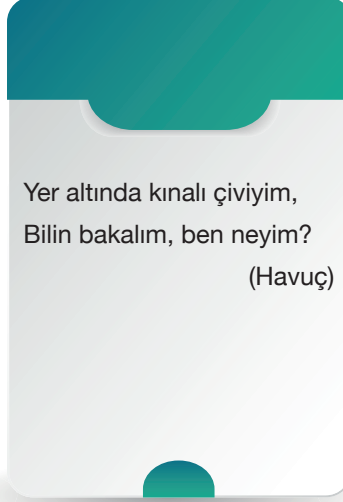 Yer altında kınalı çiviyim,
Bilin bakalım, ben neyim?
(Havuç)